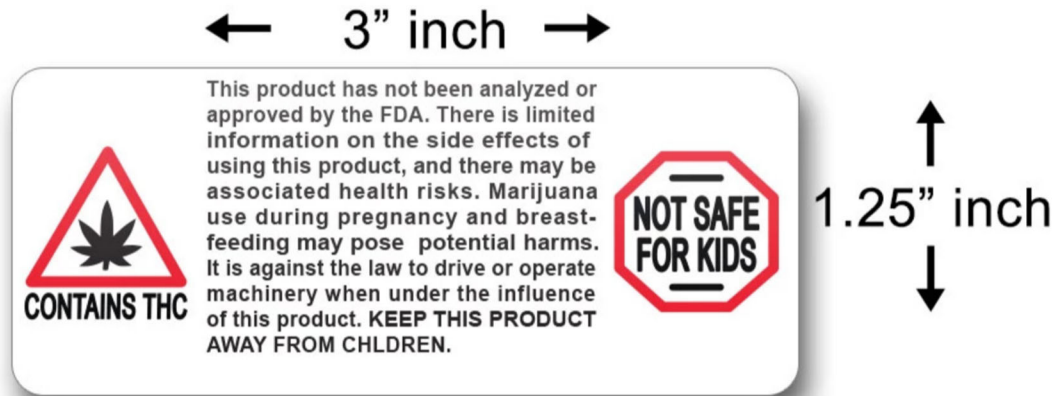 3” inch
This product has not been analyzed or
approved by the FDA. There is limited
information on the side effects of
using this product, and there may be
associated health risks. Marijuana
use during pregnancy and breast-
feeding may pose potential harms.
It is against the law to drive or operate
machinery when under the influence
of this product. KEEP THIS PRODUCT
AWAY FROM CHLDREN.
CONTAINS THC
NOT SAFE
FOR KIDS
1.25” inch